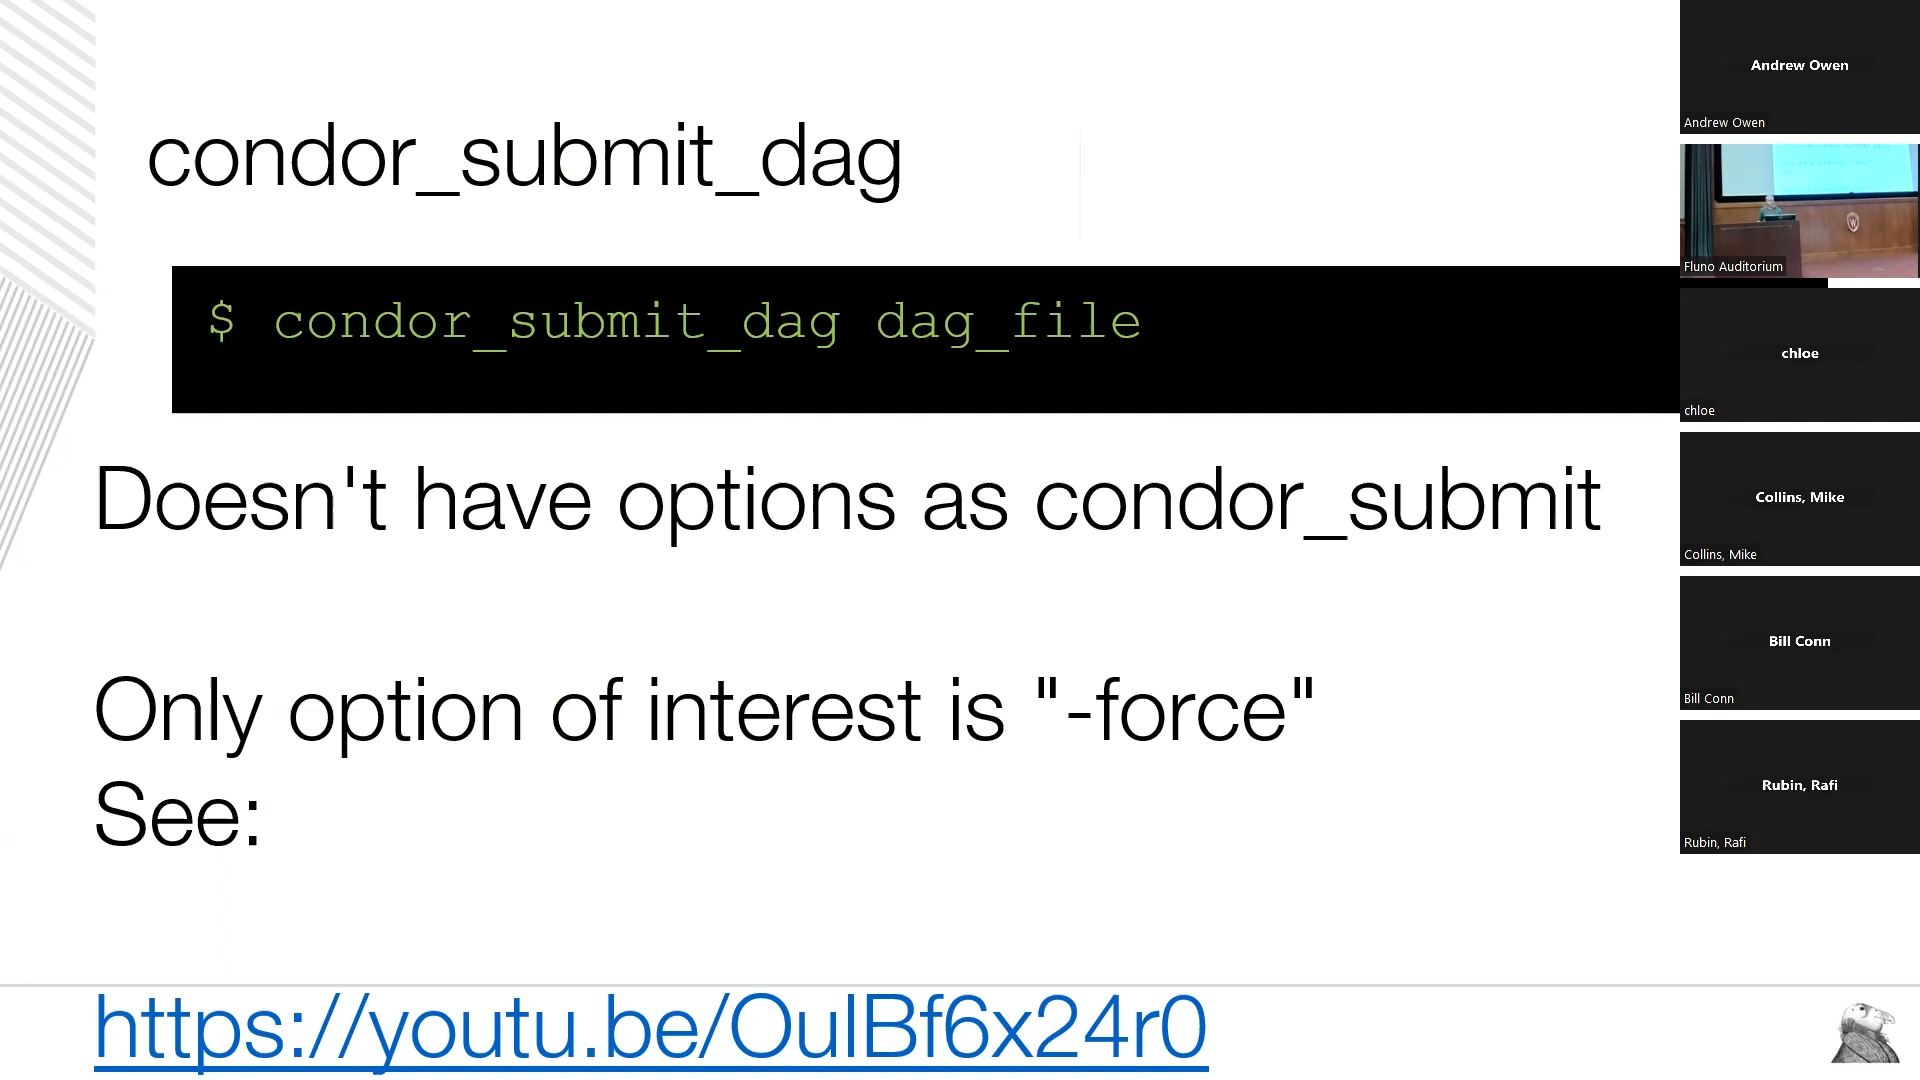 condor_submit_dag
$ condor_submit_dag dag_file
Doesn't have options as condor_submit
Only option of interest is "-force"
See:
https://youtu.be/OuIBf6x24r0
Andrew Owen
Andrew Owen
Fluno Auditorium
chloe
chloe
Collins, Mike
Collins, Mike
Bill Conn
Bill Conn
Rubin, Rafi
Rubin, Rafi